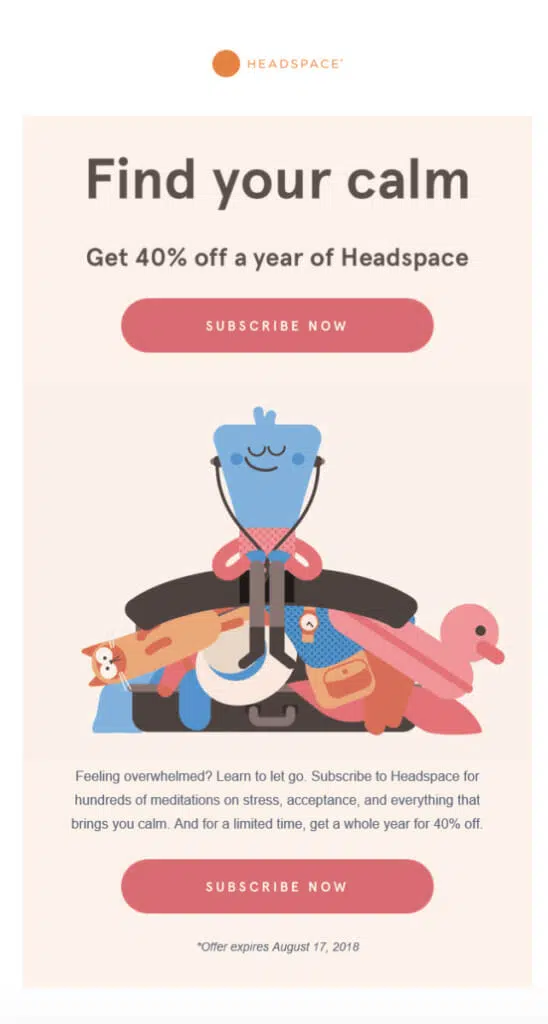 HEADSPACE
Find your calm
Get 40% off a year of Headspace
SUBSCRIBE NOW
Feeling overwhelmed? Learn to let go. Subscribe to Headspace for
hundreds of meditations on stress, acceptance, and everything that
brings you calm. And for a limited time, get a whole year for 40% off.
SUBSCRIBE NOW
*Offer expires August 17, 2018